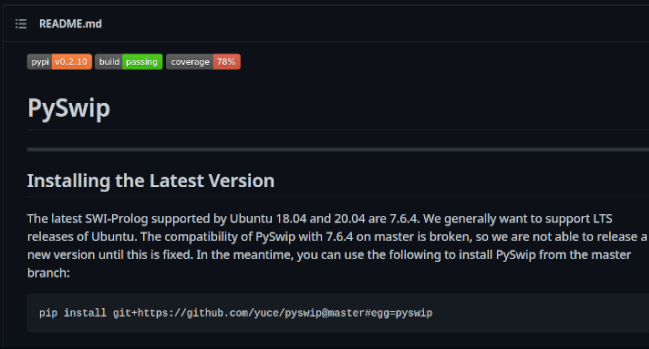 README.md
pypi v0.2.10 build passing coverage 78%
PySwip
Installing the Latest Version
The latest SWI-Prolog supported by Ubuntu 18.04 and 20.04 are 7.6.4. We generally want to support LTS
releases of Ubuntu. The compatibility of PySwip with 7.6.4 on master is broken, so we are not able to release a
new version until this is fixed. In the meantime, you can use the following to install PySwip from the master
branch:
pip install git+https://github.com/yuce/pyswip@master#egg=pyswip